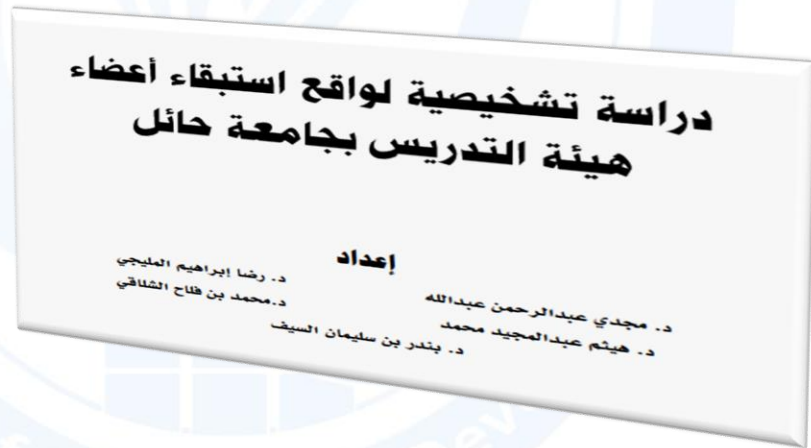 دراسة تشخيصية لواقع استبقاء أعضاء
هيئة التدريس بجامعة حائل
إعداد
د. مجدي عبدالرحمن عبدالله
د. رضا إبراهيم المليجي
د. هيثم عبدالمجيد محمد
د.محمد بن فلاح الشلاقي
د. بندر بن سليمان السيف